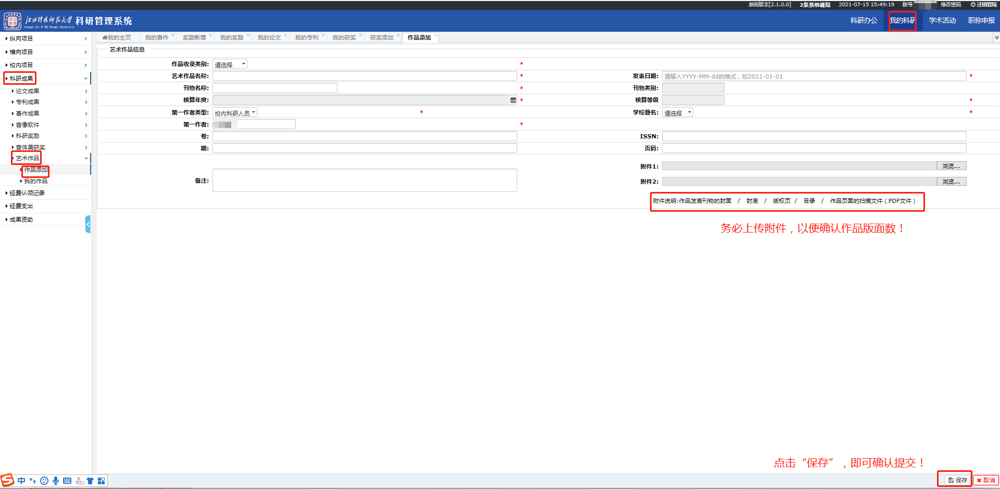 系统版本[2.1.0.0] 2条系统通知 2021-07-15 15:49:19 账号 修改密码 注销登陆
江西科技师范大学 科研管理系统 科研办公 我的科研 学术活动 职称申报
Jiangxi Sci & TEC Normal University
纵向项目
横向项目
校内项目
科研成果
论文成果
专利成果
著作成果
音像软件
科研奖励
音体美获奖
艺术作品
作品添加
我的作品
经费认领记录
经费支出
成果资助
我的主页 我的著作 奖励新增 我的奖励 我的论文 我的专利 我的获奖 获奖添加 作品添加
艺术作品信息
作品收录类别: 请选择 *
艺术作品名称: * 发表日期: 请输入YYYY-MM-dd的格式，如2021-01-01 *
刊物名称: * 刊物类别:
核算年度: * 核算等级 *
第一作者类型: 校内科研人员 * 学校署名: 请选择 *
第一作者: *
卷: ISSN:
期: 页码:
附件1: 浏览...
备注:
附件2: 浏览...
附件说明:作品发表刊物的封面 / 封底 / 版权页 / 目录 / 作品页面的扫描文件（PDF文件）
务必上传附件，以便确认作品版面数！
点击“保存”，即可确认提交！
中
保存 取消